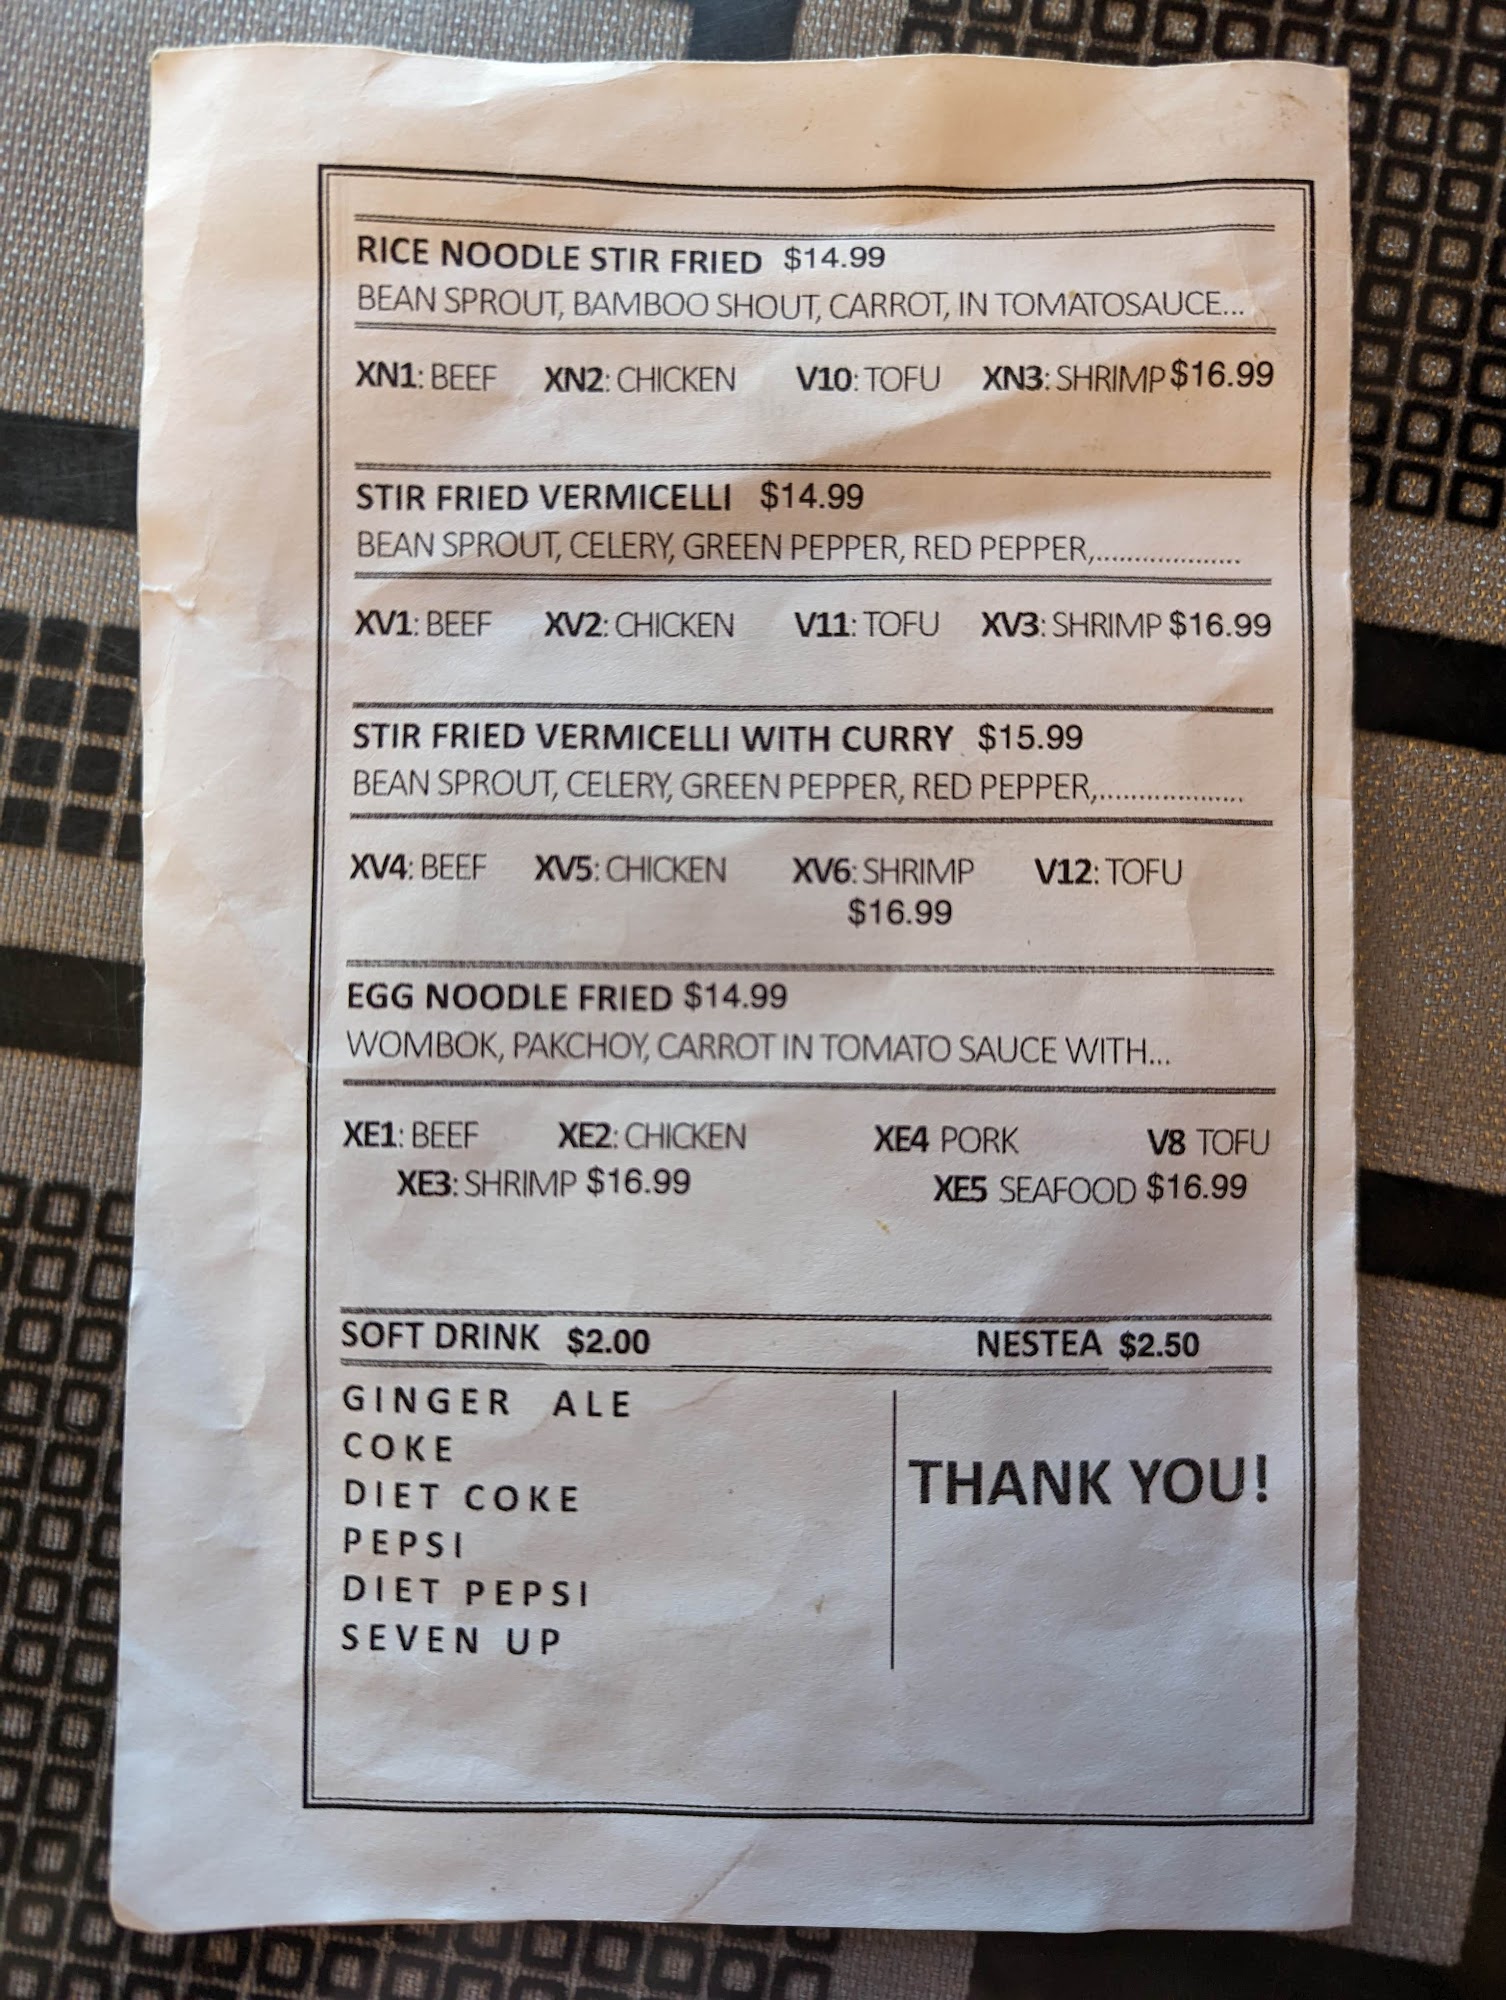 RICE NOODLE STIR FRIED $14.99
BEAN SPROUT, BAMBOO SHOUT, CARROT, IN TOMATOSAUCE...
XN1: BEEF XN2: CHICKEN V10: TOFU XN3: SHRIMP $16.99
STIR FRIED VERMICELLI $14.99
BEAN SPROUT, CELERY, GREEN PEPPER, RED PEPPER,...................
XV1: BEEF XV2: CHICKEN V11: TOFU XV3: SHRIMP $16.99
STIR FRIED VERMICELLI WITH CURRY $15.99
BEAN SPROUT, CELERY, GREEN PEPPER, RED PEPPER,...................
XV4: BEEF XV5: CHICKEN XV6: SHRIMP V12: TOFU
$16.99
EGG NOODLE FRIED $14.99
WOMBOK, PAKCHOY, CARROT IN TOMATO SAUCE WITH...
XE1: BEEF XE2: CHICKEN XE4 PORK V8 TOFU
XE3: SHRIMP $16.99 XE5 SEAFOOD $16.99
SOFT DRINK $2.00 NESTEA $2.50
GINGER ALE
COKE
DIET COKE
PEPSI
DIET PEPSI
SEVEN UP
THANK YOU!